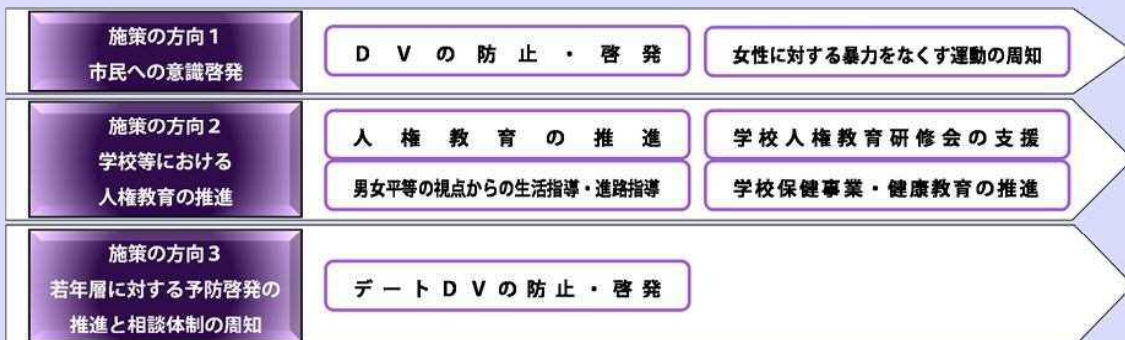 施策の方向1
市民への意識啓発
DVの防止・啓発
女性に対する暴力をなくす運動の周知
施策の方向2
学校等における
人権教育の推進
人権教育の推進
学校人権教育研修会の支援
男女平等の視点からの生活指導・進路指導
学校保健事業・健康教育の推進
施策の方向3
若年層に対する予防啓発の
推進と相談体制の周知
デートDVの防止・啓発